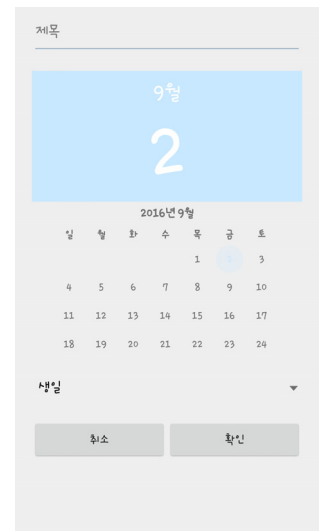 제목
9월
2
2016년 9월
일 월 화 수 목 금 토
1 2 3
4 5 6 7 8 9 10
11 12 13 14 15 16 17
18 19 20 21 22 23 24
생일
취소 확인